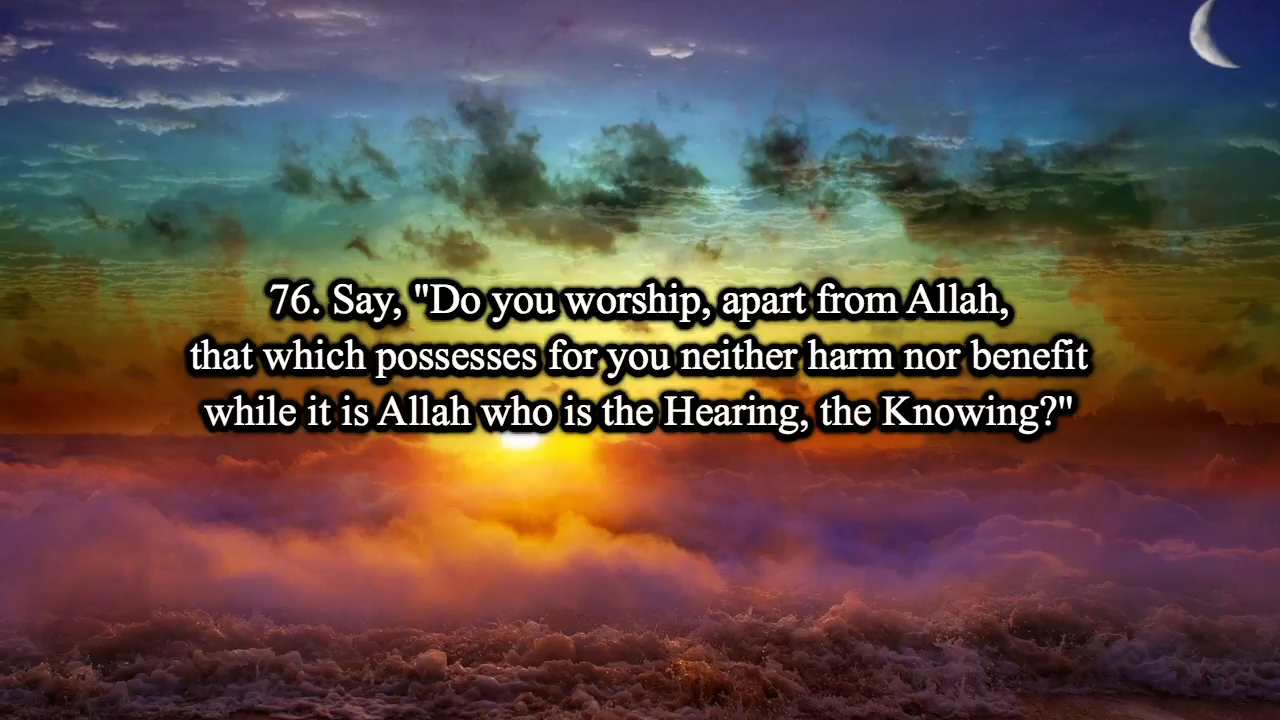 76. Say, "Do you worship, apart from Allah,
that which possesses for you neither harm nor benefit
while it is Allah who is the Hearing, the Knowing?"